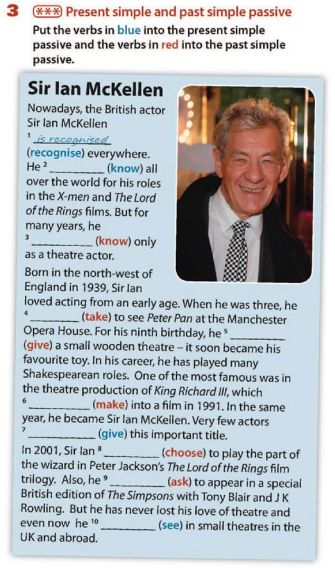 3 *** Present simple and past simple passive
Put the verbs in blue into the present simple
passive and the verbs in red into the past simple
passive.
Sir Ian McKellen
Nowadays, the British actor
Sir Ian McKellen
1 is recognised
(recognise) everywhere.
He 2 __________ (know) all
over the world for his roles
in the X-men and The Lord
of the Rings films. But for
many years, he
3 __________ (know) only
as a theatre actor.
Born in the north-west of
England in 1939, Sir Ian
loved acting from an early age. When he was three, he
4 __________ (take) to see Peter Pan at the Manchester
Opera House. For his ninth birthday, he 5 __________
(give) a small wooden theatre – it soon became his
favourite toy. In his career, he has played many
Shakespearean roles. One of the most famous was in
the theatre production of King Richard III, which
6 __________ (make) into a film in 1991. In the same
year, he became Sir Ian McKellen. Very few actors
7 __________ (give) this important title.
In 2001, Sir Ian 8 __________ (choose) to play the part of
the wizard in Peter Jackson's The Lord of the Rings film
trilogy. Also, he 9 __________ (ask) to appear in a special
British edition of The Simpsons with Tony Blair and J K
Rowling. But he has never lost his love of theatre and
even now he 10 __________ (see) in small theatres in the
UK and abroad.